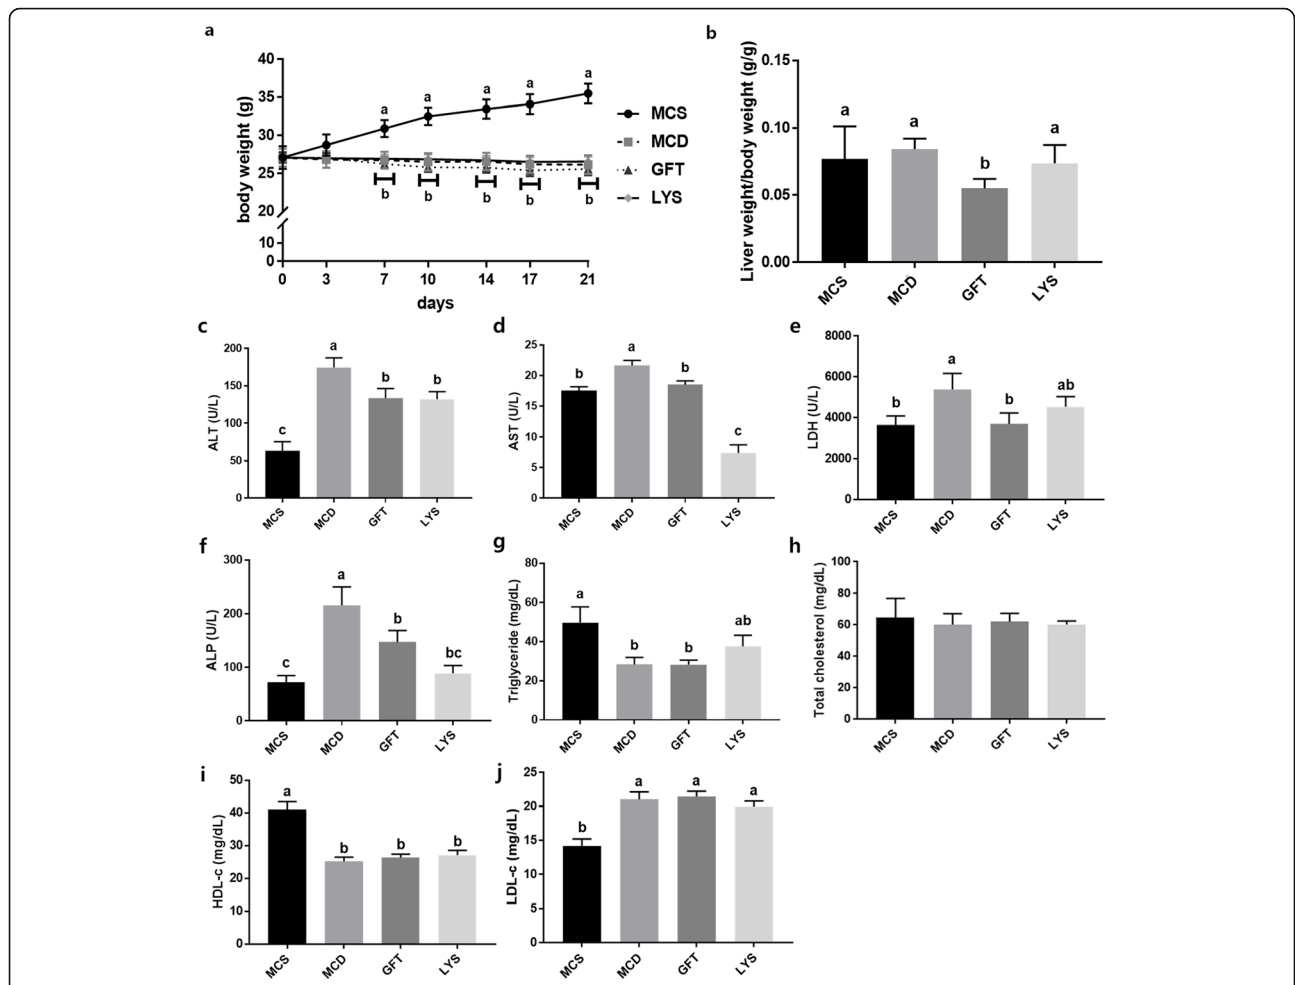 a
body weight (g)
40
35
30
25
20
10
0
a a a a a
b b b b b
0 3 7 10 14 17 21
days
MCS
MCD
GFT
LYS
b
Liver weight/body weight (g/g)
0.15
0.10
0.05
0.00
a a b a
MCS MCD GFT LYS
c
ALT (U/L)
200
150
100
50
0
c a b b
MCS MCD GFT LYS
d
AST (U/L)
25
20
15
10
5
0
b a b c
MCS MCD GFT LYS
e
LDH (U/L)
8000
6000
4000
2000
0
b a b ab
MCS MCD GFT LYS
f
ALP (U/L)
300
200
100
0
c a b bc
MCS MCD GFT LYS
g
Triglyceride (mg/dL)
80
60
40
20
0
a b b ab
MCS MCD GFT LYS
h
Total cholesterol (mg/dL)
100
80
60
40
20
0
MCS MCD GFT LYS
i
HDL-c (mg/dL)
50
40
30
20
10
0
a b b b
MCS MCD GFT LYS
j
LDL-c (mg/dL)
25
20
15
10
5
0
b a a a
MCS MCD GFT LYS